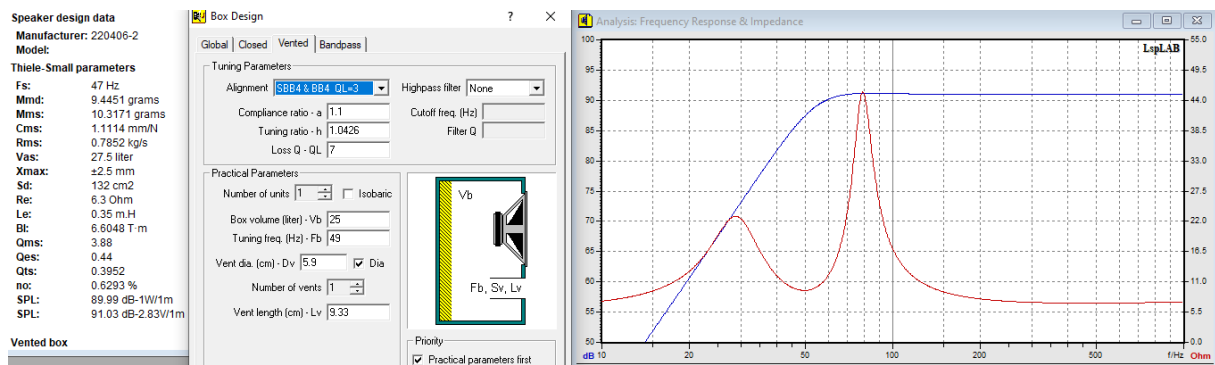 Speaker design data
Manufacturer: 220406-2
Model:
Thiele-Small parameters
Fs: 47 Hz
Mmd: 9.4451 grams
Mms: 10.3171 grams
Cms: 1.1114 mm/N
Rms: 0.7852 kg/s
Vas: 27.5 liter
Xmax: ±2.5 mm
Sd: 132 cm2
Re: 6.3 Ohm
Le: 0.35 m.H
Bl: 6.6048 T·m
Qms: 3.88
Qes: 0.44
Qts: 0.3952
no: 0.6293 %
SPL: 89.99 dB-1W/1m
SPL: 91.03 dB-2.83V/1m
Vented box
Box Design ? ×
Global Closed Vented Bandpass
Tuning Parameters
Alignment SBB4 & BB4 QL=3 Highpass filter None
Compliance ratio - a 1.1 Cutoff freq. (Hz)
Tuning ratio - h 1.0426 Filter Q
Loss Q - QL 7
Practical Parameters
Number of units 1 Isobaric
Box volume (liter) - Vb 25
Tuning freq. (Hz) - Fb 49
Vent dia. (cm) - Dv 5.9 Dia
Number of vents 1
Vent length (cm) - Lv 9.33
Vb
Fb, Sv, Lv
Priority
Practical parameters first
Analysis: Frequency Response & Impedance
LspLAB
100 55.0
95 49.5
90 44.0
85 38.5
80 33.0
75 27.5
70 22.0
65 16.5
60 11.0
55 5.5
50 0.0
dB 10 20 50 100 200 500 f/Hz Ohm